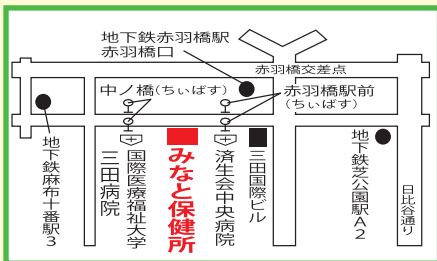 地下鉄赤羽橋駅
赤羽橋口
赤羽橋交差点
中ノ橋(ちぃばす)
赤羽橋駅前
(ちぃばす)
地下鉄麻布十番駅3
三田病院
国際医療福祉大学
みなと保健所
済生会中央病院
三田国際ビル
地下鉄芝公園駅A2
日比谷通り